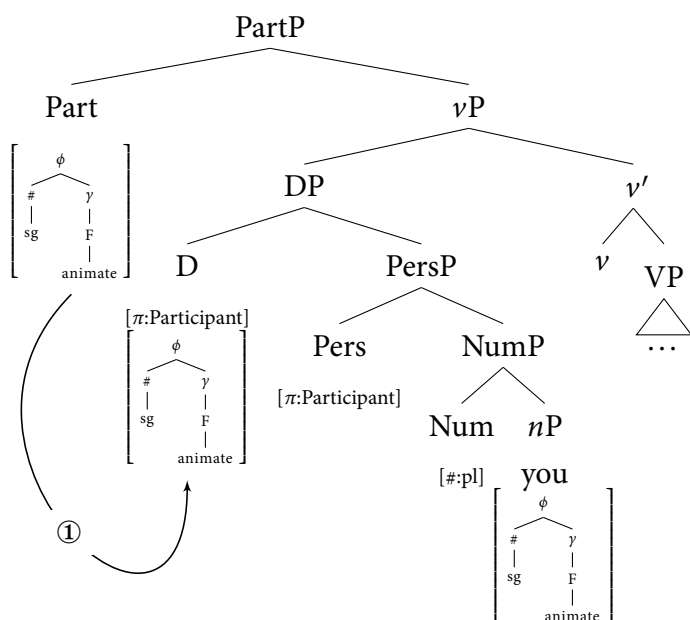 PartP
Part vP
ϕ
# γ
sg F
animate
DP v′
D PersP v VP
...
[π:Participant]
ϕ
# γ
sg F
animate
Pers NumP
[π:Participant]
Num nP
[#:pl] you
ϕ
# γ
sg F
animate
①